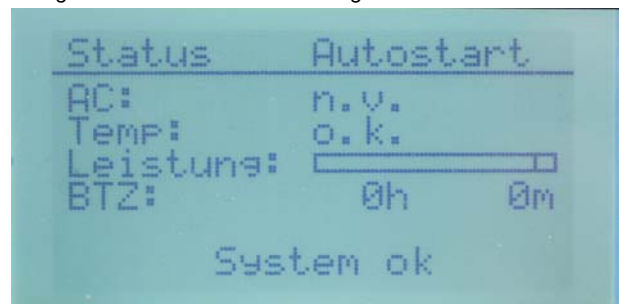 Status Autostart
AC: n.v.
Temp: o.k.
Leistung:
BTZ: 0h 0m
System ok